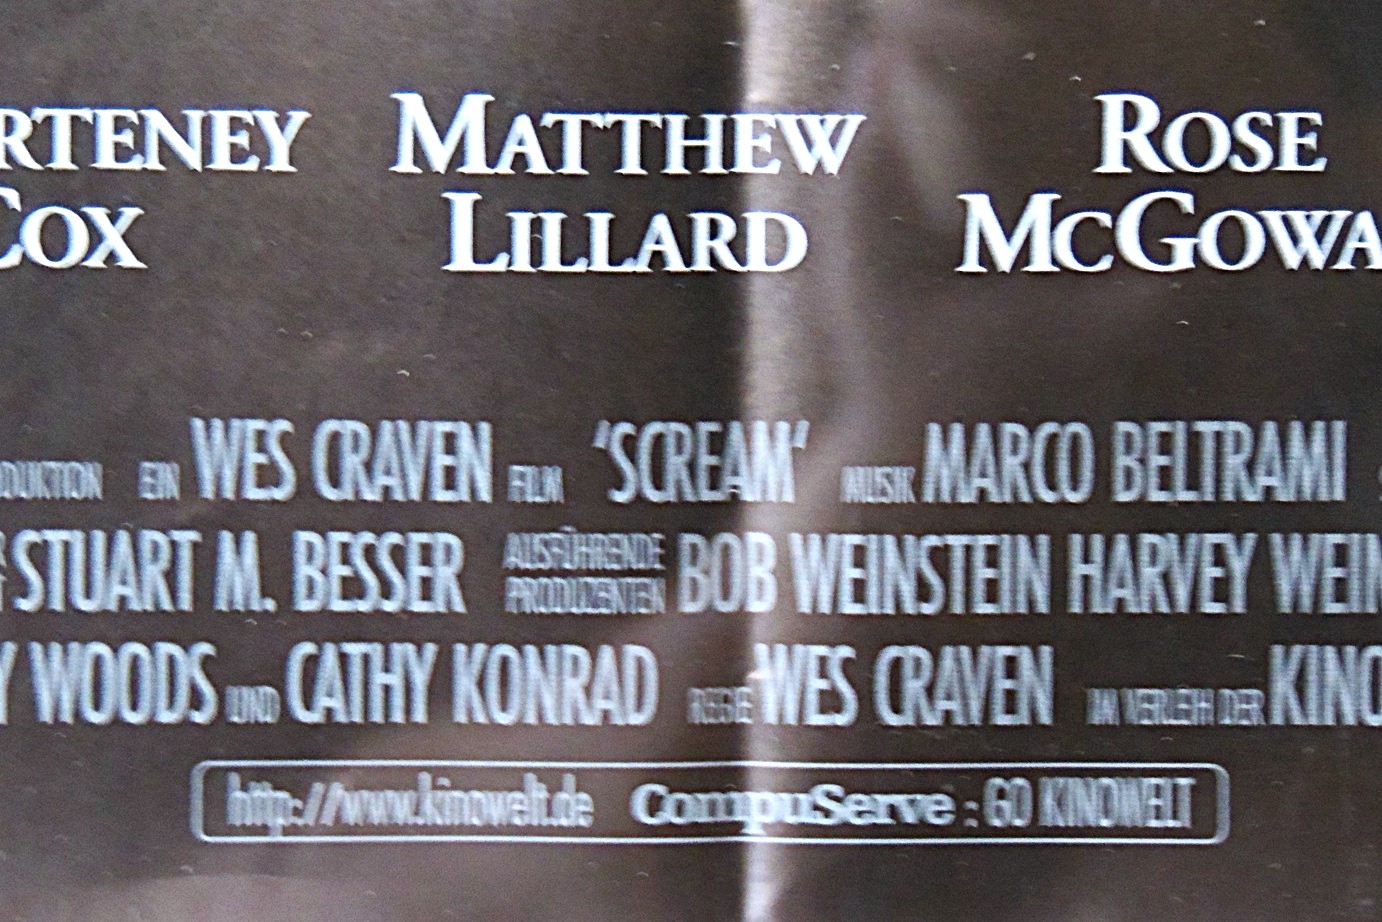 RTENEY MATTHEW ROSE
COX LILLARD MCGOWA
DUKTION EIN WES CRAVEN FILM 'SCREAM' MUSIK MARCO BELTRAMI
STUART M. BESSER AUSFÜHRENDE PRODUZENTEN BOB WEINSTEIN HARVEY WEIN
Y WOODS UND CATHY KONRAD REGIE WES CRAVEN IM VERLEIH DER KINO
http://www.kinowelt.de CompuServe : GO KINOWELT